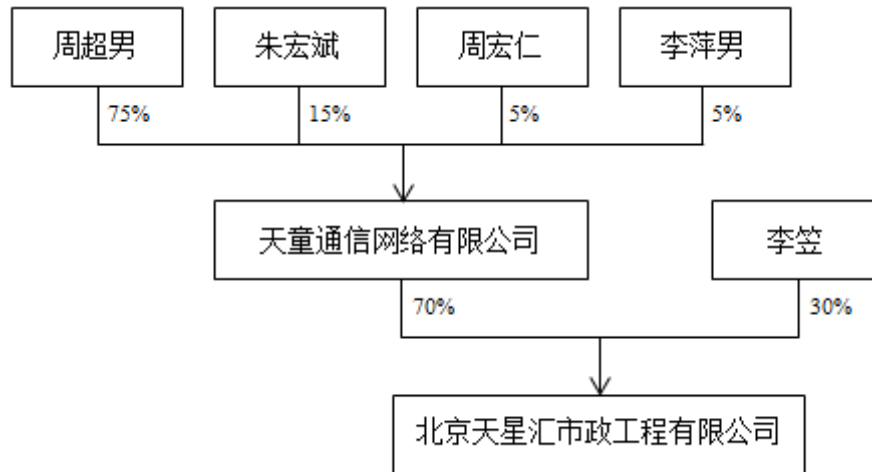 周超男
朱宏斌
周宏仁
李萍男
75%
15%
5%
5%
天童通信网络有限公司
李笠
70%
30%
北京天星汇市政工程有限公司